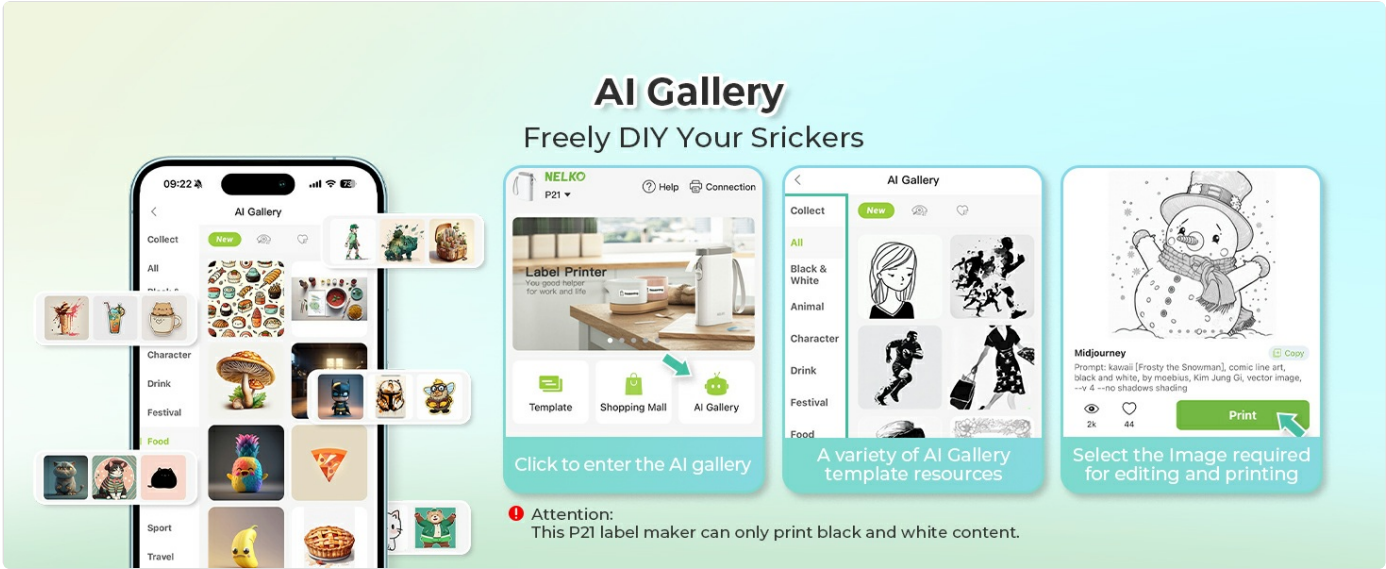 AI Gallery
Freely DIY Your Srickers
09:22
73
AI Gallery
Collect
New
All
Character
Drink
Festival
Food
Sport
Travel
NELKO
P21
Help
Connection
Label Printer
You good helper
for work and life
Template
Shopping Mall
AI Gallery
Click to enter the AI gallery
AI Gallery
Collect
New
All
Black &
White
Animal
Character
Drink
Festival
Food
A variety of AI Gallery
template resources
Midjourney
Copy
Prompt: kawaii [Frosty the Snowman], comic line art,
black and white, by moebius, Kim Jung Gi, vector image,
--v 4 --no shadows shading
2k
44
Print
Select the Image required
for editing and printing
Attention:
This P21 label maker can only print black and white content.